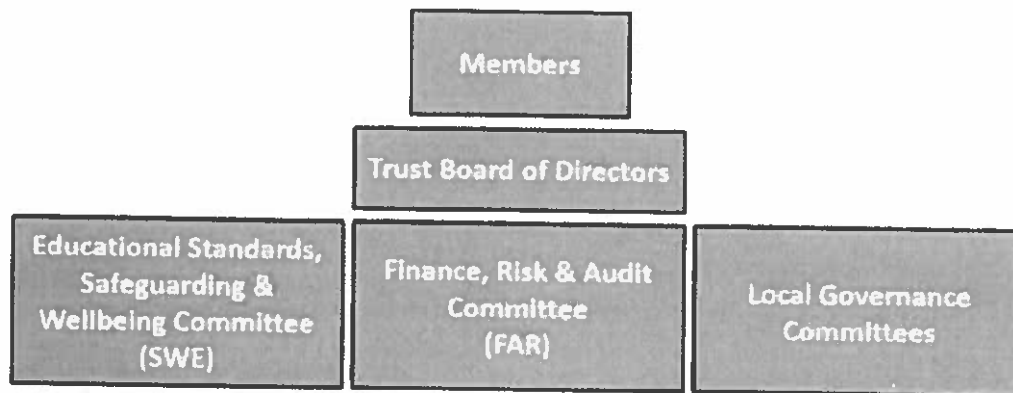 Members
Trust Board of Directors
Educational Standards,
Safeguarding &
Wellbeing Committee
(SWE)
Finance, Risk & Audit
Committee
(FAR)
Local Governance
Committees